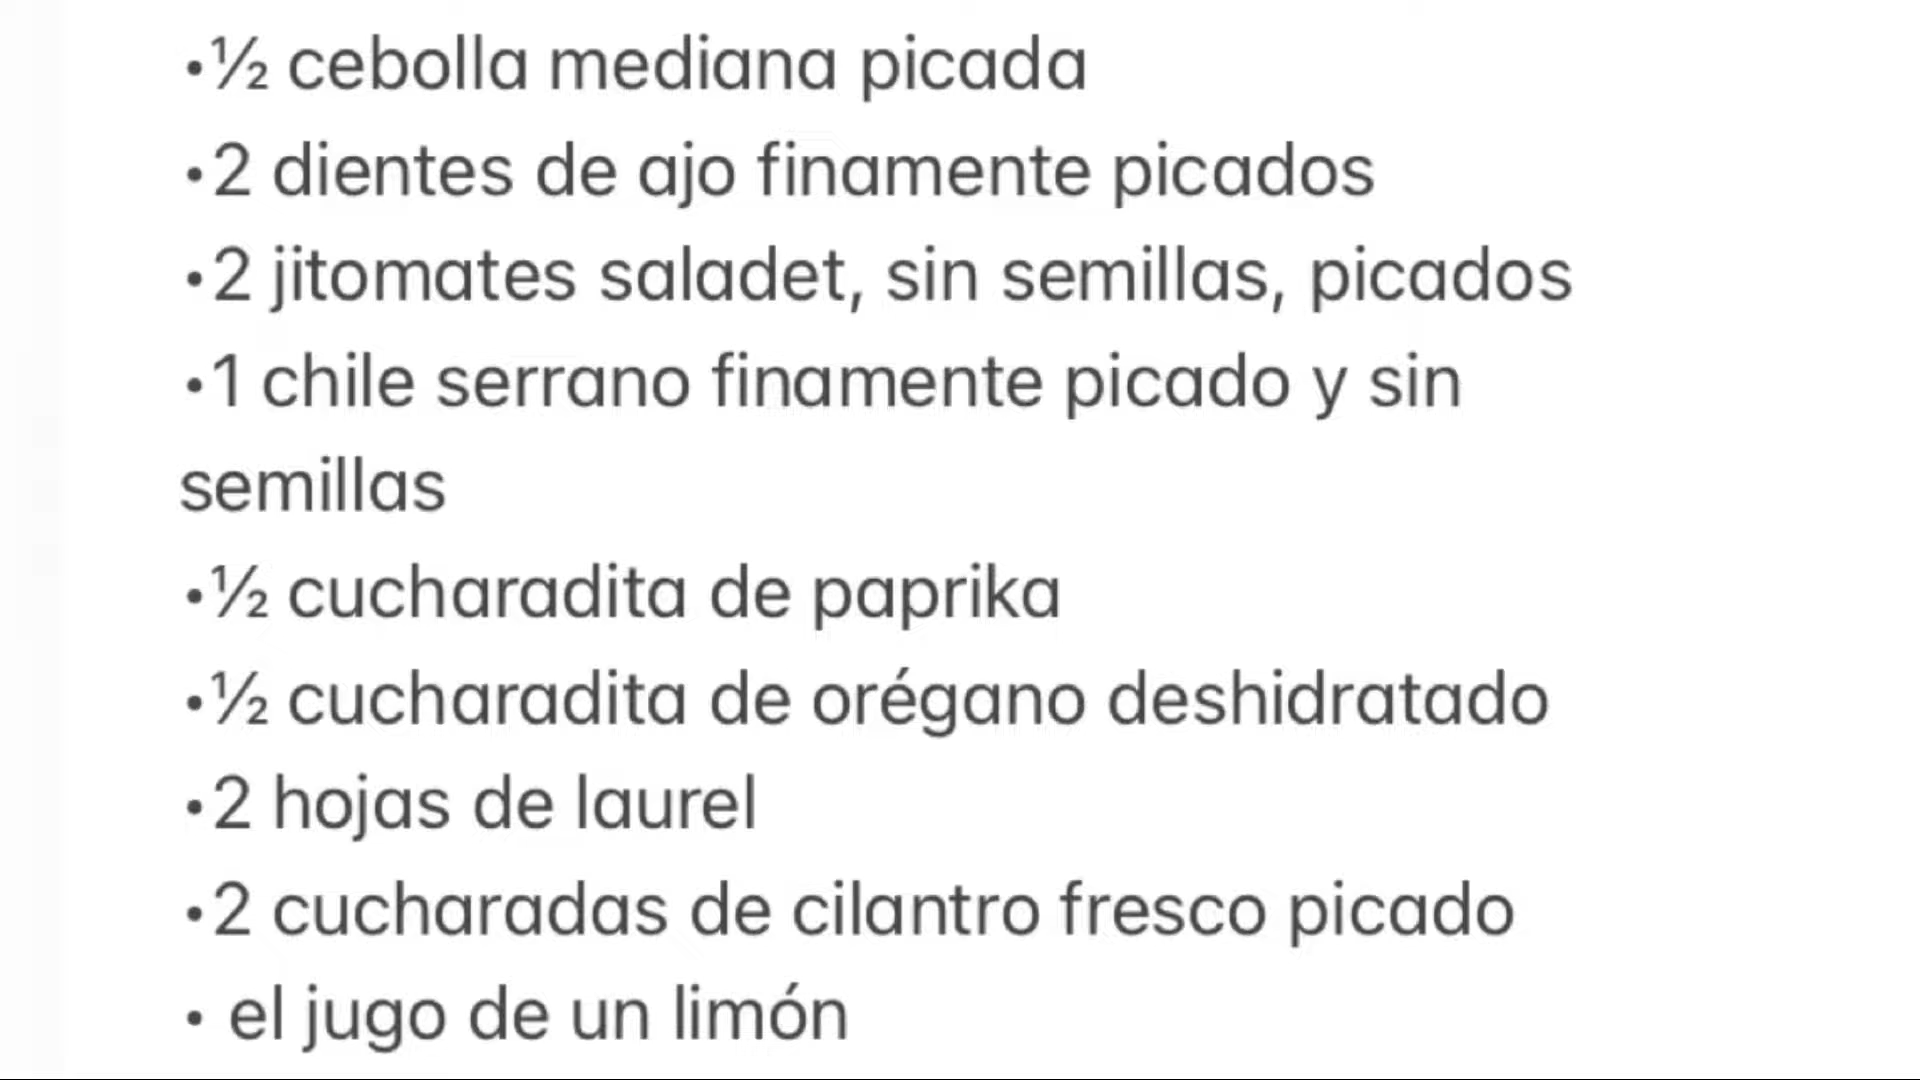 •½ cebolla mediana picada
•2 dientes de ajo finamente picados
•2 jitomates saladet, sin semillas, picados
•1 chile serrano finamente picado y sin
semillas
•½ cucharadita de paprika
•½ cucharadita de orégano deshidratado
•2 hojas de laurel
•2 cucharadas de cilantro fresco picado
• el jugo de un limón